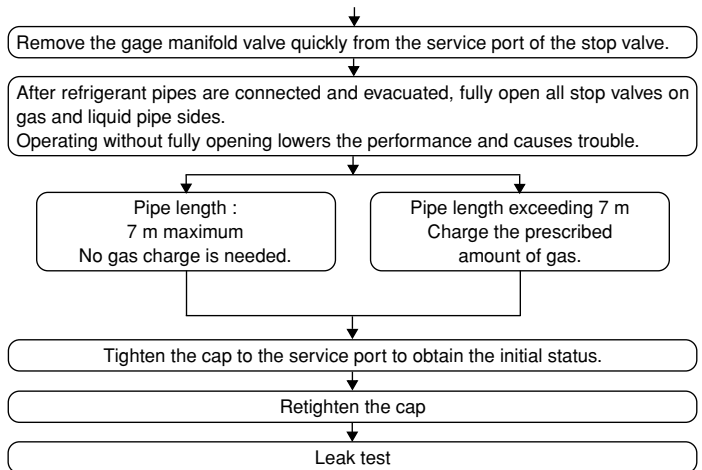 Remove the gage manifold valve quickly from the service port of the stop valve.
After refrigerant pipes are connected and evacuated, fully open all stop valves on
gas and liquid pipe sides.
Operating without fully opening lowers the performance and causes trouble.
Pipe length :
7 m maximum
No gas charge is needed.
Pipe length exceeding 7 m
Charge the prescribed
amount of gas.
Tighten the cap to the service port to obtain the initial status.
Retighten the cap
Leak test